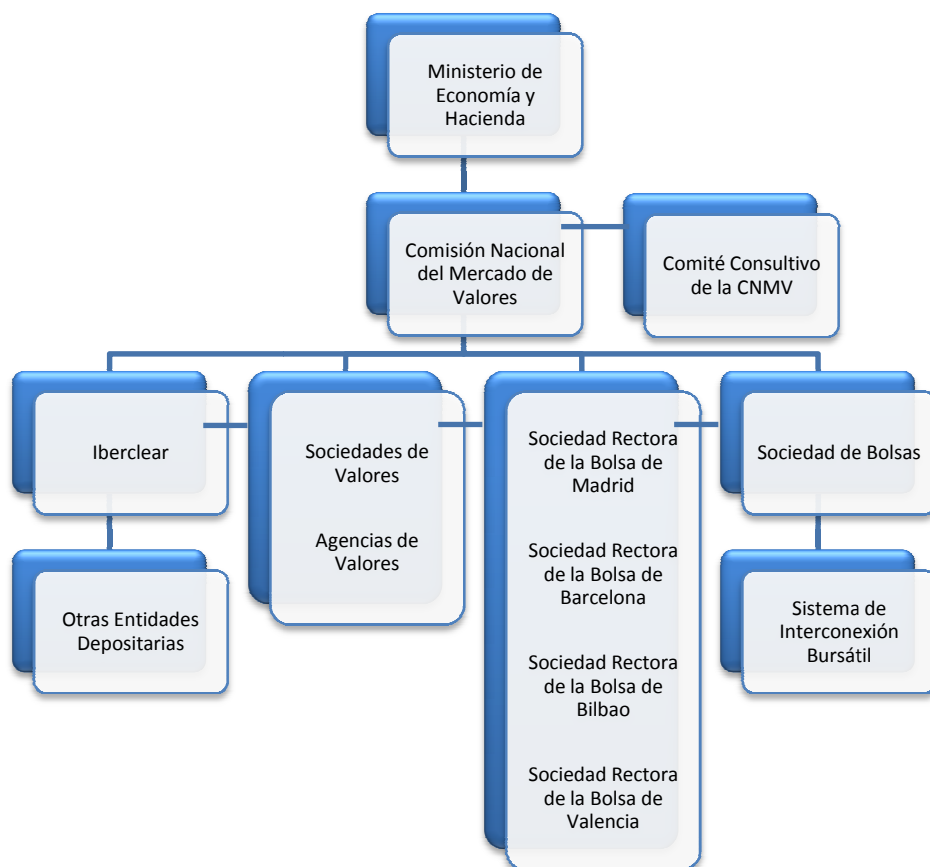 Ministerio de
Economía y
Hacienda
Comisión Nacional
del Mercado de
Valores
Comité Consultivo
de la CNMV
Iberclear
Sociedades de
Valores
Agencias de
Valores
Sociedad Rectora
de la Bolsa de
Madrid
Sociedad Rectora
de la Bolsa de
Barcelona
Sociedad Rectora
de la Bolsa de
Bilbao
Sociedad Rectora
de la Bolsa de
Valencia
Sociedad de Bolsas
Otras Entidades
Depositarias
Sistema de
Interconexión
Bursátil